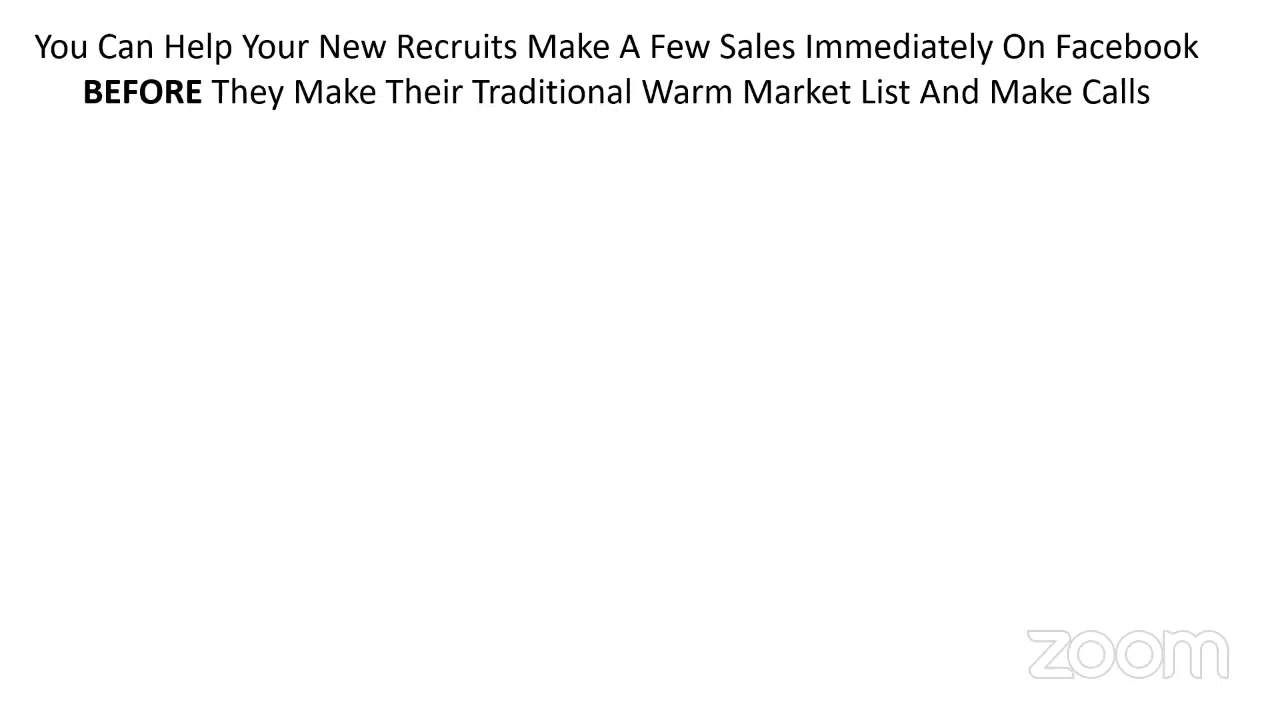 You Can Help Your New Recruits Make A Few Sales Immediately On Facebook
BEFORE They Make Their Traditional Warm Market List And Make Calls
zoom